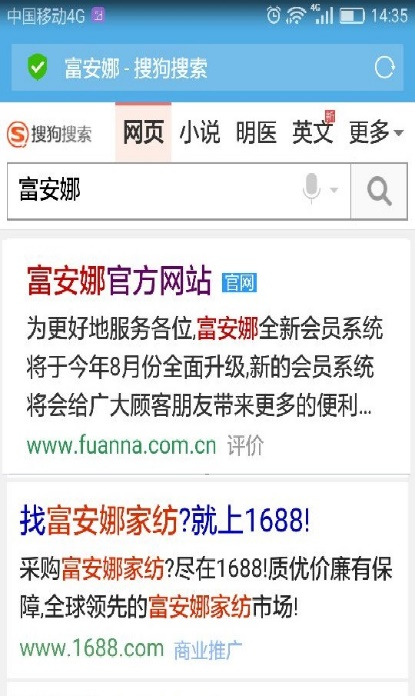 中国移动4G 4G 14:35
富安娜 - 搜狗搜索
S 搜狗搜索 网页 小说 明医 英文 新 更多
富安娜
富安娜官方网站 官网
为更好地服务各位,富安娜全新会员系统
将于今年8月份全面升级,新的会员系统
将会给广大顾客朋友带来更多的便利...
www.fuanna.com.cn 评价
找富安娜家纺?就上1688!
采购富安娜家纺?尽在1688!质优价廉有保
障,全球领先的富安娜家纺市场!
www.1688.com 商业推广